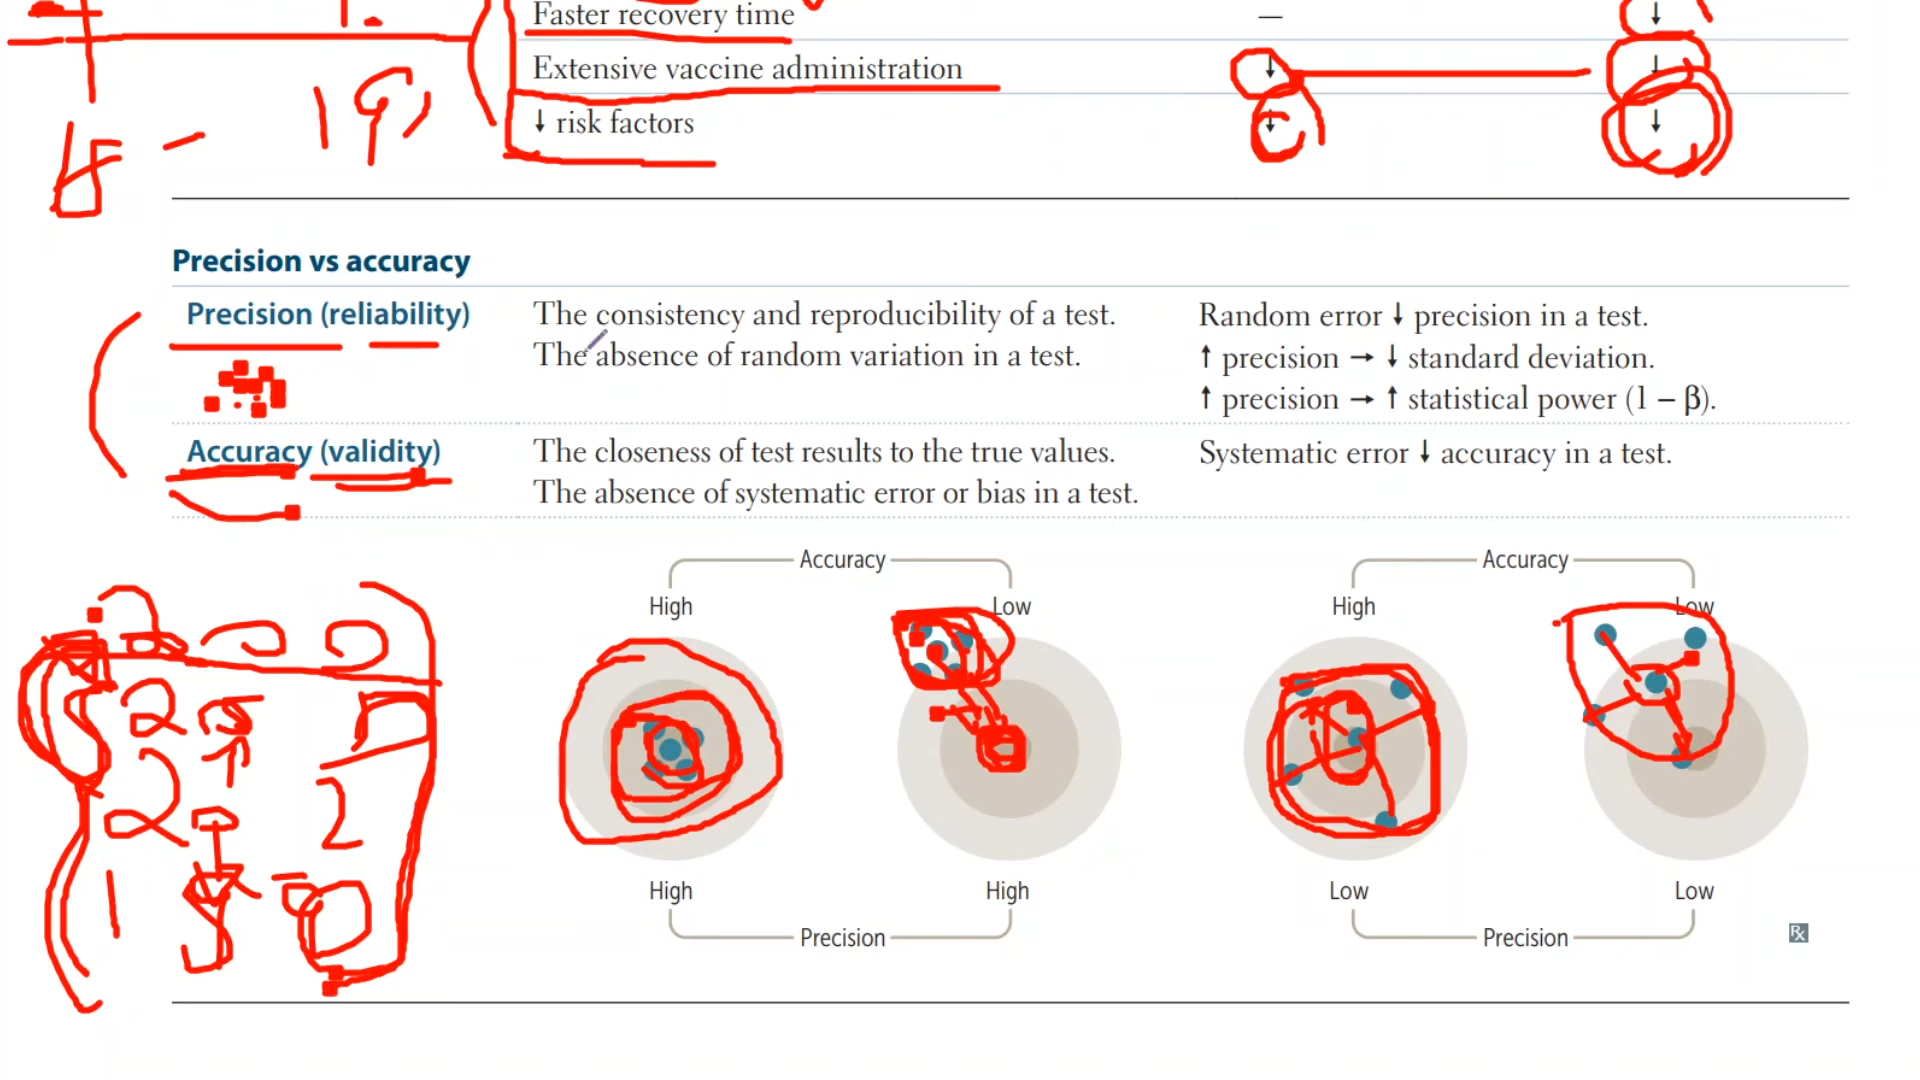 Faster recovery time — ↓
Extensive vaccine administration ↓ ↓
↓ risk factors ↓ ↓
Precision vs accuracy
Precision (reliability)
The consistency and reproducibility of a test.
The absence of random variation in a test.
Random error ↓ precision in a test.
↑ precision → ↓ standard deviation.
↑ precision → ↑ statistical power (1 – β).
Accuracy (validity)
The closeness of test results to the true values.
The absence of systematic error or bias in a test.
Systematic error ↓ accuracy in a test.
Accuracy
High Low
High High
Precision
Accuracy
High Low
Low Low
Precision
Rx